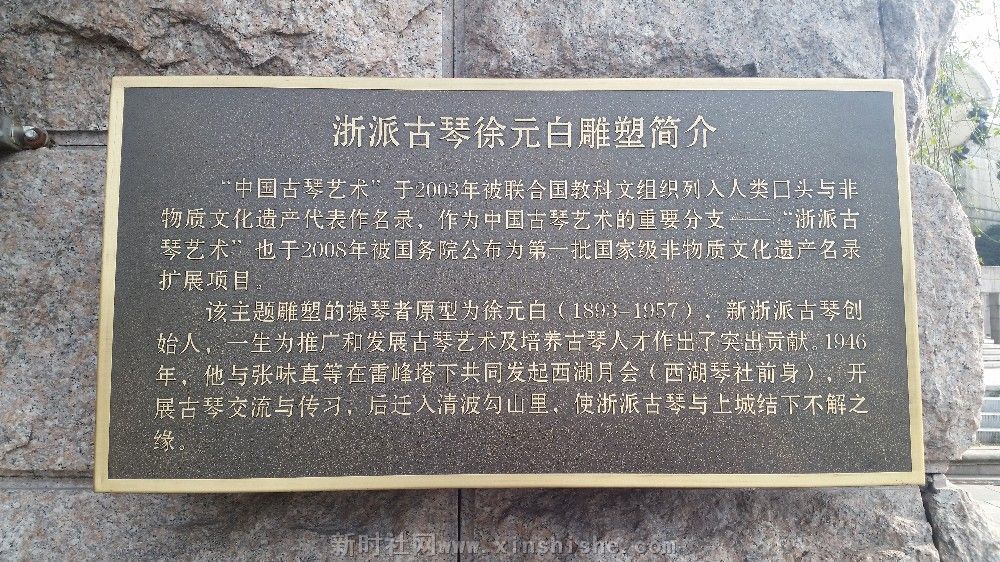 浙派古琴徐元白雕塑简介
“中国古琴艺术”于2003年被联合国教科文组织列入人类口头与非
物质文化遗产代表作名录，作为中国古琴艺术的重要分支——“浙派古
琴艺术”也于2008年被国务院公布为第一批国家级非物质文化遗产名录
扩展项目。
该主题雕塑的操琴者原型为徐元白（1893-1957），新浙派古琴创
始人，一生为推广和发展古琴艺术及培养古琴人才作出了突出贡献。1946
年，他与张味真等在雷峰塔下共同发起西湖月会（西湖琴社前身），开
展古琴交流与传习，后迁入清波勾山里，使浙派古琴与上城结下不解之
缘。
新时社网www.xinshishe.com